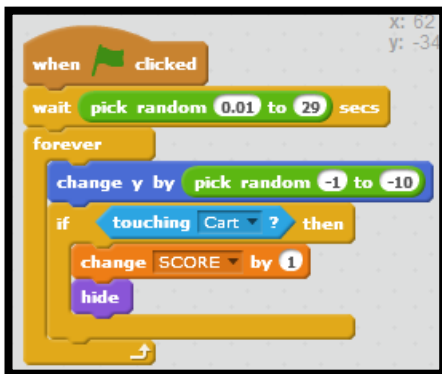 x: 62
y: -34
when clicked
wait pick random 0.01 to 29 secs
forever
change y by pick random -1 to -10
if touching Cart ? then
change SCORE by 1
hide